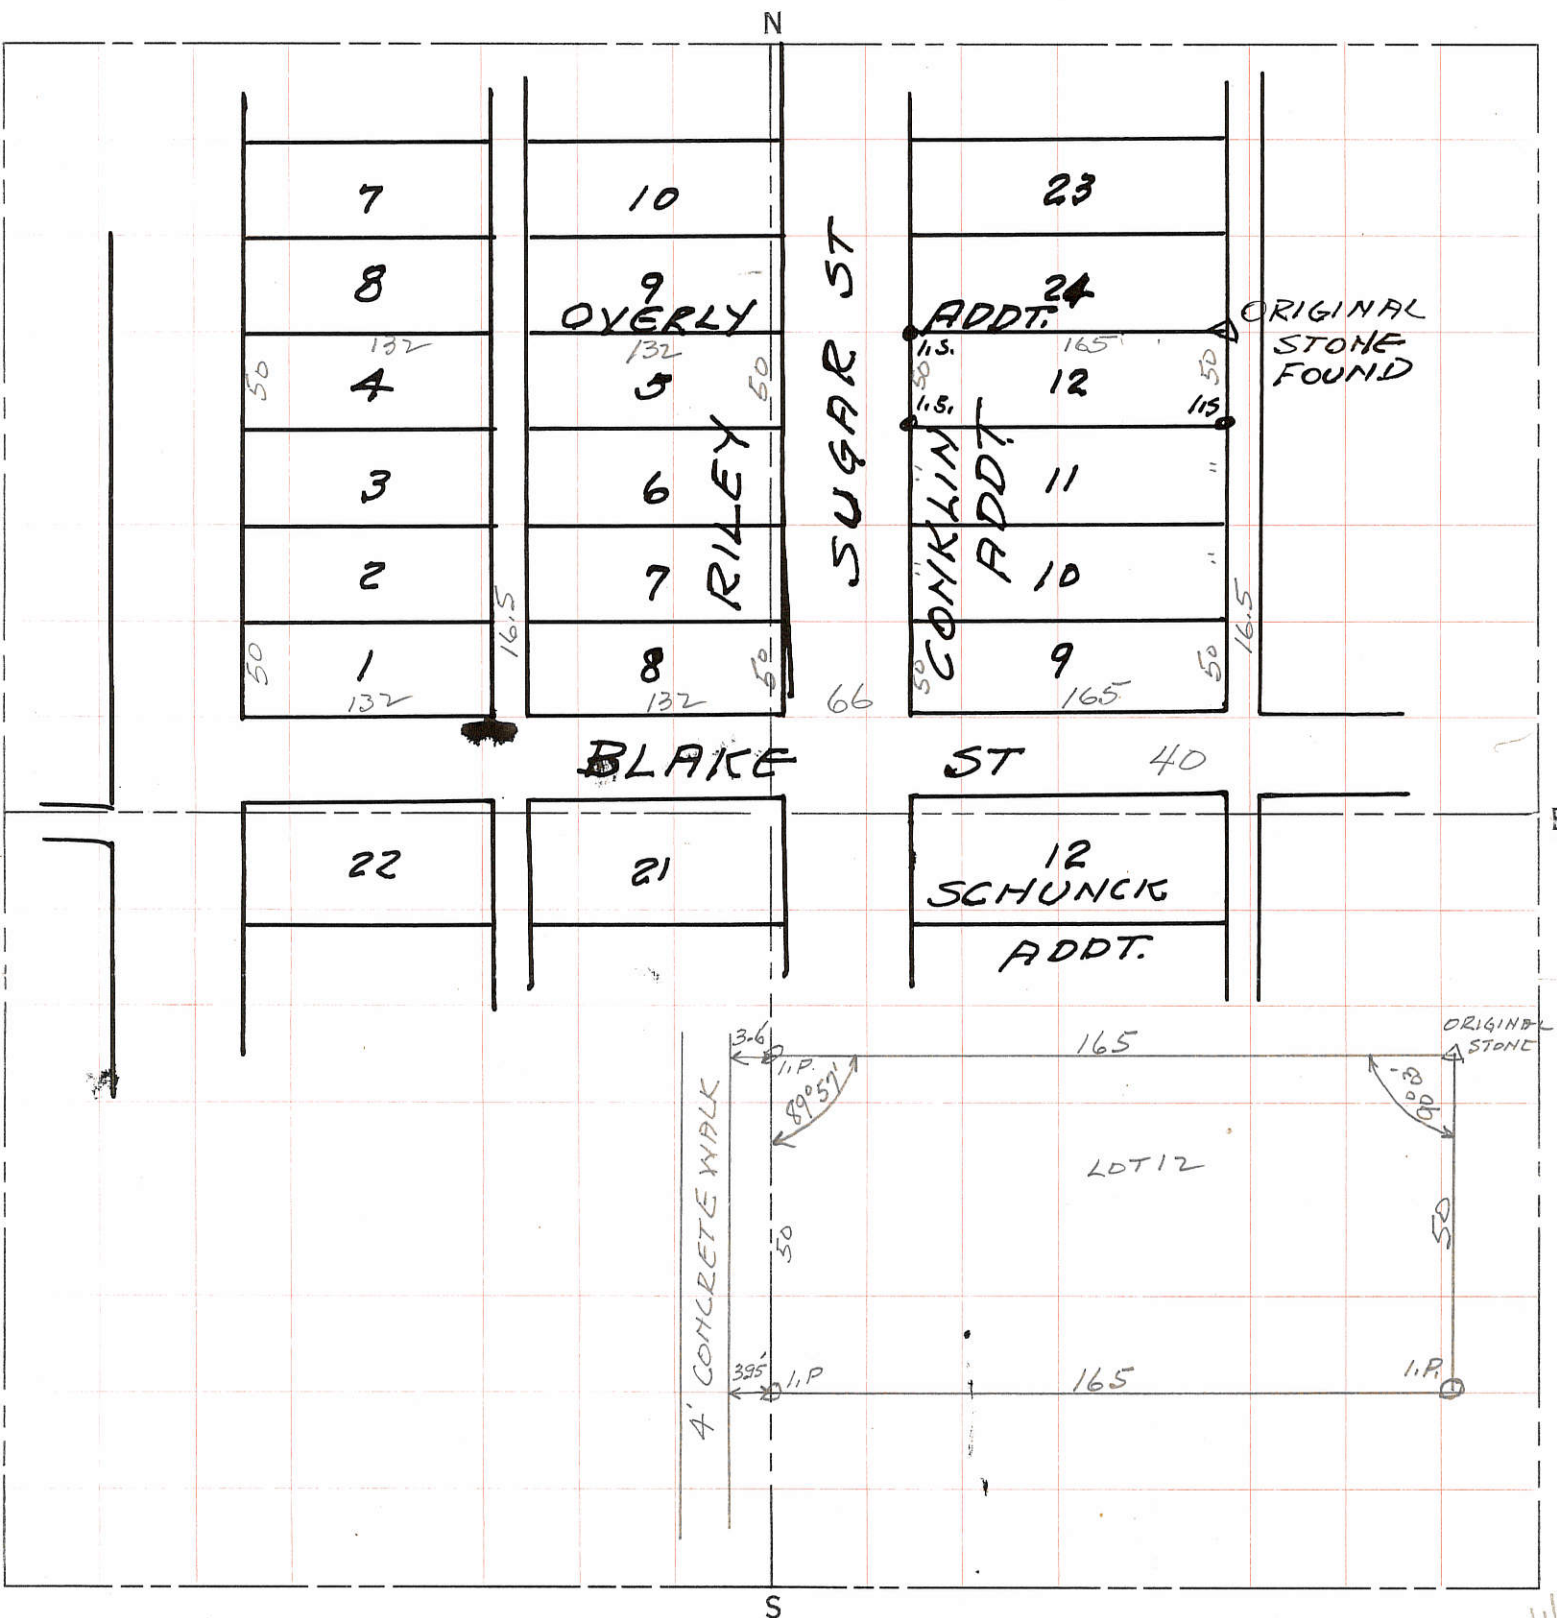 N
7
10
23
8
9
24
OVERLY
ADDT.
ORIGINAL
STONE
FOUND
132
132
I.S.
165
50
4
5
50
SUGAR ST
50
12
50
I.S.
I.S
3
6
RILEY
CONKLIN
ADDT.
"
11
"
2
7
"
10
"
16.5
16.5
50
1
8
50
50
9
50
132
132
66
165
BLAKE ST
40
E
22
21
12
SCHUNCK
ADDT.
3.6
I.P.
165
ORIGINAL
STONE
89°57'
LOT 12
4' CONCRETE WALK
50
50
3.95'
I.P
165
I.P.
S